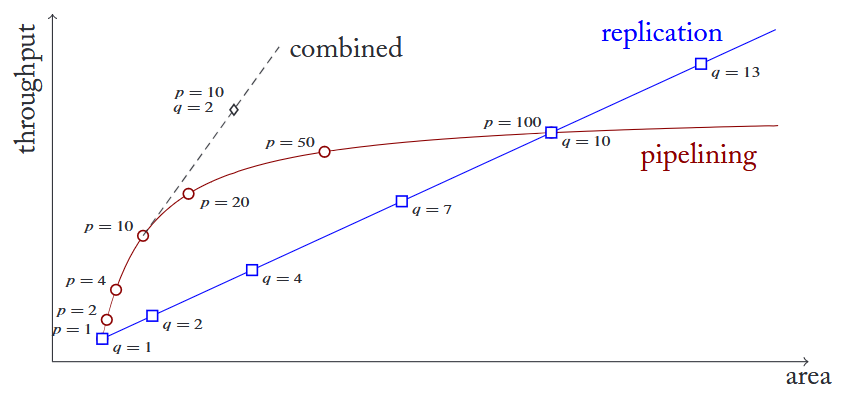 throughput
replication
combined
q = 13
p = 10
q = 2
p = 100
p = 50
q = 10
pipelining
p = 20
q = 7
p = 10
p = 4
q = 4
p = 2
q = 2
p = 1
q = 1
area